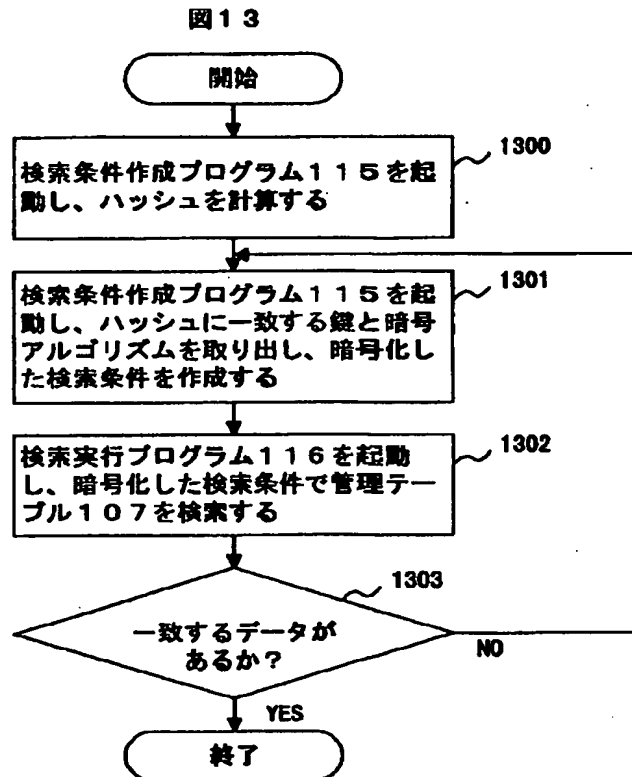 図１３
開始
1300
検索条件作成プログラム１１５を起
動し、ハッシュを計算する
1301
検索条件作成プログラム１１５を起
動し、ハッシュに一致する鍵と暗号
アルゴリズムを取り出し、暗号化し
た検索条件を作成する
1302
検索実行プログラム１１６を起動
し、暗号化した検索条件で管理テー
ブル１０７を検索する
1303
一致するデータが
あるか？
NO
YES
終了